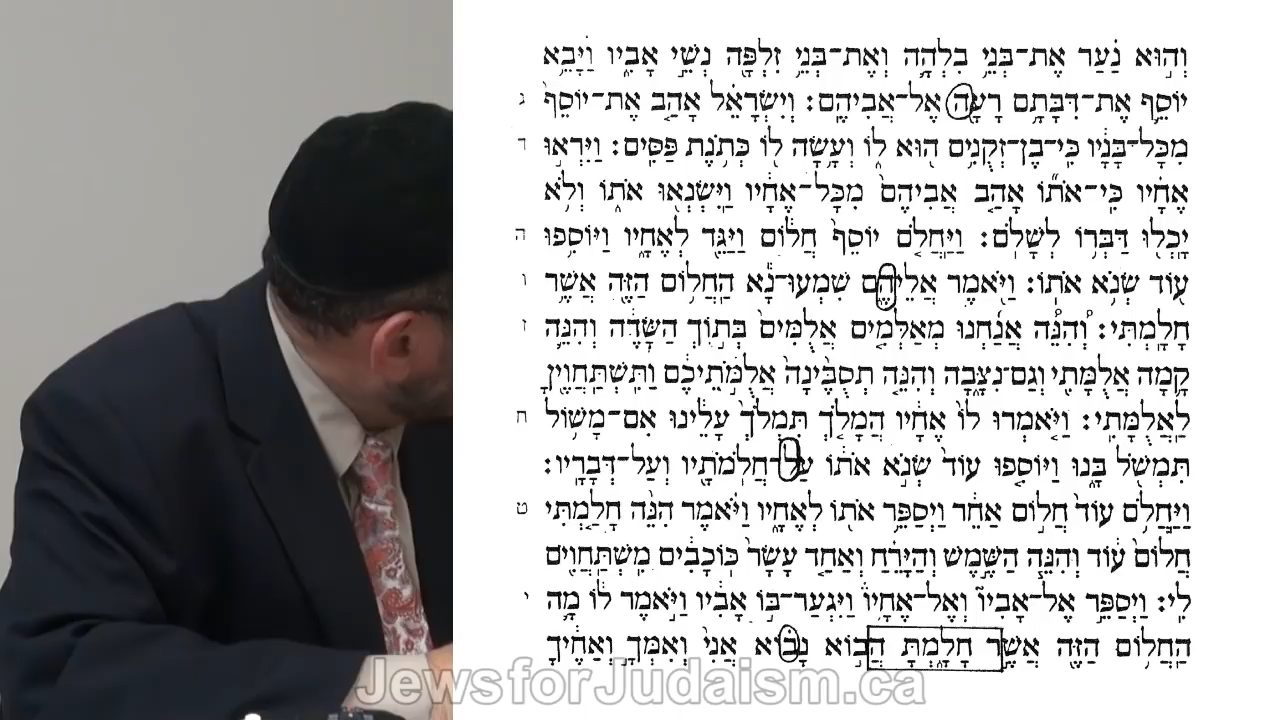 וְה֣וּא נַ֗עַר אֶת־בְּנֵ֥י בִלְהָ֛ה וְאֶת־בְּנֵ֥י זִלְפָּ֖ה נְשֵׁ֣י אָבִ֑יו וַיָּבֵ֥א
ג יוֹסֵ֛ף אֶת־דִּבָּתָ֥ם רָעָ֖ה אֶל־אֲבִיהֶֽם׃ וְיִשְׂרָאֵ֗ל אָהַ֤ב אֶת־יוֹסֵף֙
ד מִכָּל־בָּנָ֔יו כִּֽי־בֶן־זְקֻנִ֥ים ה֖וּא ל֑וֹ וְעָ֥שָׂה ל֖וֹ כְּתֹ֥נֶת פַּסִּֽים׃ וַיִּרְא֣וּ
אֶחָ֗יו כִּֽי־אֹת֞וֹ אָהַ֤ב אֲבִיהֶם֙ מִכָּל־אֶחָ֔יו וַֽיִּשְׂנְא֖וּ אֹת֑וֹ וְלֹ֥א
ה יָכְל֖וּ דַּבְּר֥וֹ לְשָׁלֹֽם׃ וַיַּחֲלֹ֤ם יוֹסֵף֙ חֲל֔וֹם וַיַּגֵּ֖ד לְאֶחָ֑יו וַיּוֹסִ֥פוּ
ו ע֖וֹד שְׂנֹ֥א אֹתֽוֹ׃ וַיֹּ֖אמֶר אֲלֵיהֶ֑ם שִׁמְעוּ־נָ֕א הַחֲל֥וֹם הַזֶּ֖ה אֲשֶׁ֥ר
ז חָלָֽמְתִּי׃ וְ֠הִנֵּ֠ה אֲנַ֜חְנוּ מְאַלְּמִ֤ים אֲלֻמִּים֙ בְּת֣וֹךְ הַשָּׂדֶ֔ה וְהִנֵּ֛ה
קָ֥מָה אֲלֻמָּתִ֖י וְגַם־נִצָּ֑בָה וְהִנֵּ֤ה תְסֻבֶּ֙ינָה֙ אֲלֻמֹּ֣תֵיכֶ֔ם וַתִּֽשְׁתַּחֲוֶ֖יןָ
ח לַאֲלֻמָּתִֽי׃ וַיֹּ֤אמְרוּ לוֹ֙ אֶחָ֔יו הֲמָלֹ֤ךְ תִּמְלֹךְ֙ עָלֵ֔ינוּ אִם־מָשׁ֥וֹל
תִּמְשֹׁ֖ל בָּ֑נוּ וַיּוֹסִ֤פוּ עוֹד֙ שְׂנֹ֣א אֹת֔וֹ עַל־חֲלֹמֹתָ֖יו וְעַל־דְּבָרָֽיו׃
ט וַיַּחֲלֹ֥ם עוֹד֙ חֲל֣וֹם אַחֵ֔ר וַיְסַפֵּ֥ר אֹת֖וֹ לְאֶחָ֑יו וַיֹּ֗אמֶר הִנֵּ֨ה חָלַ֤מְתִּי
חֲלוֹם֙ ע֔וֹד וְהִנֵּ֧ה הַשֶּׁ֣מֶשׁ וְהַיָּרֵ֗חַ וְאַחַ֤ד עָשָׂר֙ כּֽוֹכָבִ֔ים מִֽשְׁתַּחֲוִ֖ים
י לִֽי׃ וַיְסַפֵּ֣ר אֶל־אָבִיו֮ וְאֶל־אֶחָיו֒ וַיִּגְעַר־בּ֣וֹ אָבִ֔יו וַיֹּ֣אמֶר ל֔וֹ מָ֛ה
הַחֲל֥וֹם הַזֶּ֖ה אֲשֶׁ֣ר חָלָ֑מְתָּ הֲב֣וֹא נָב֗וֹא אֲנִי֙ וְאִמְּךָ֣ וְאַחֶ֔יךָ
JewsforJudaism.ca